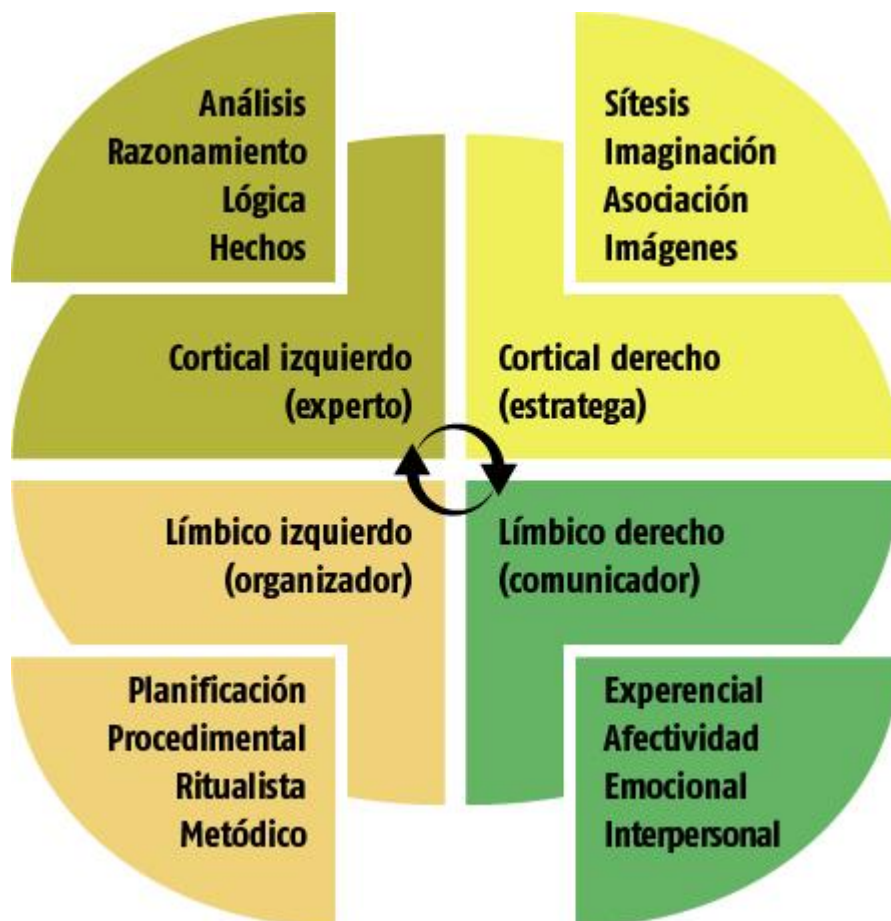 Análisis
Razonamiento
Lógica
Hechos
Sítesis
Imaginación
Asociación
Imágenes
Cortical izquierdo
(experto)
Cortical derecho
(estratega)
Límbico izquierdo
(organizador)
Límbico derecho
(comunicador)
Planificación
Procedimental
Ritualista
Metódico
Experencial
Afectividad
Emocional
Interpersonal